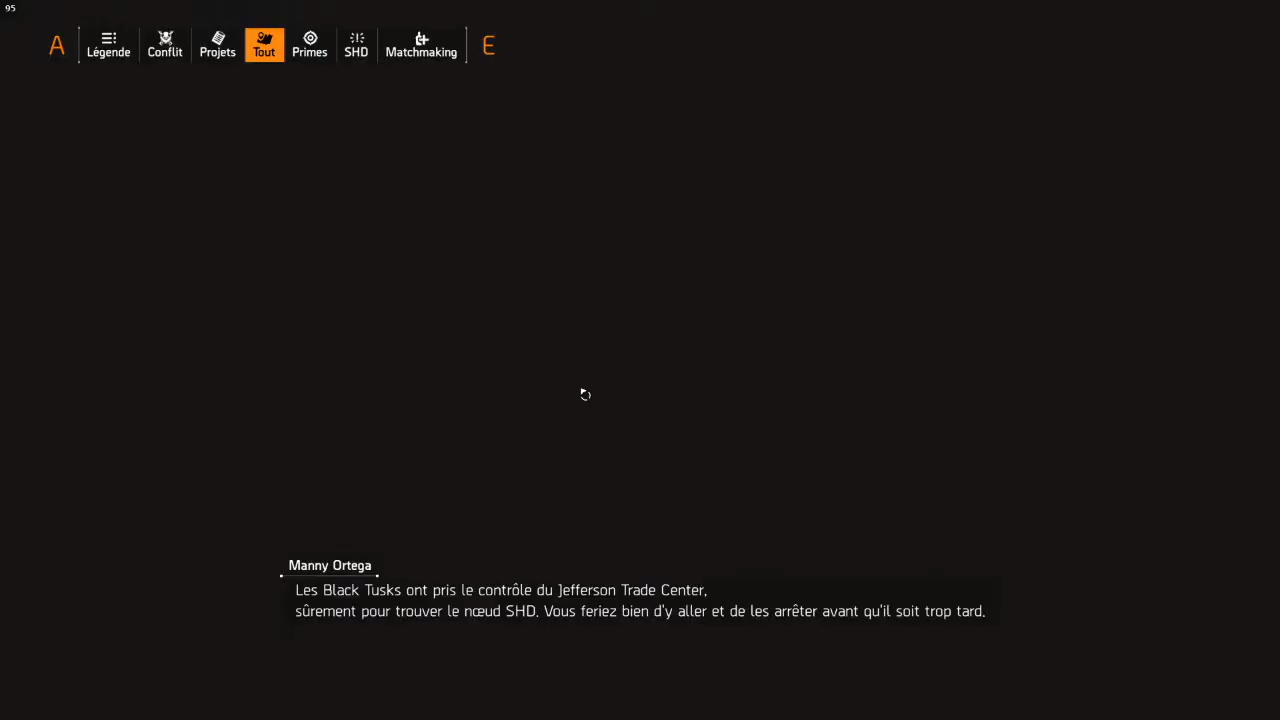 95
A Légende Conflit Projets Tout Primes SHD Matchmaking E
Manny Ortega
Les Black Tusks ont pris le contrôle du Jefferson Trade Center,
sûrement pour trouver le nœud SHD. Vous feriez bien d'y aller et de les arrêter avant qu'il soit trop tard.